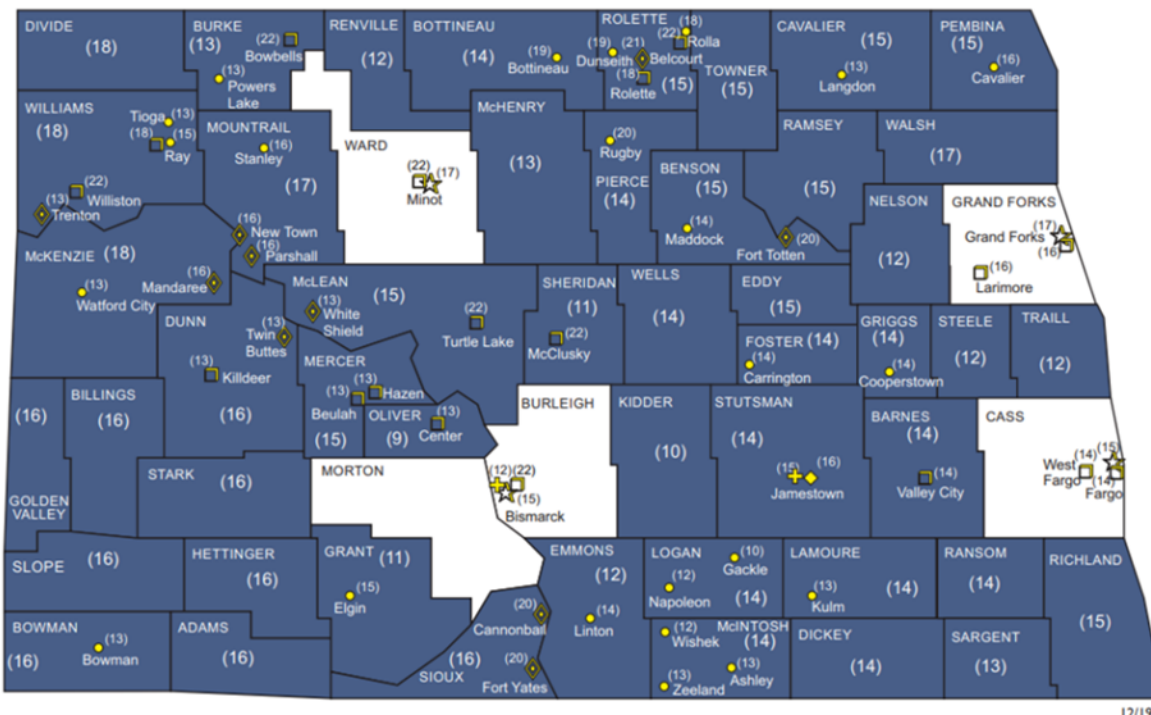 DIVIDE
(18)
BURKE
(13)
(22)
Bowbells
(13)
Powers
Lake
RENVILLE
(12)
BOTTINEAU
(14)
(19)
Bottineau
ROLETTE
(18)
(22)
Rolla
(19)
Dunseith
(21)
Belcourt
(18)
Rolette
(15)
TOWNER
(15)
CAVALIER
(15)
(13)
Langdon
PEMBINA
(15)
(16)
Cavalier
WILLIAMS
(18)
Tioga
(13)
(18)
(15)
Ray
(22)
Williston
(13)
Trenton
MOUNTRAIL
(16)
Stanley
(17)
(16)
New Town
(16)
Parshall
WARD
(22)
(17)
Minot
McHENRY
(13)
(20)
Rugby
PIERCE
(14)
BENSON
(15)
(14)
Maddock
RAMSEY
(15)
(20)
Fort Totten
WALSH
(17)
NELSON
(12)
GRAND FORKS
(17)
Grand Forks
(16)
(16)
Larimore
McKENZIE
(18)
(13)
Watford City
(16)
Mandaree
DUNN
(13)
Twin
Buttes
(13)
Killdeer
(16)
McLEAN
(15)
(13)
White
Shield
(22)
Turtle Lake
SHERIDAN
(11)
(22)
McClusky
WELLS
(14)
EDDY
(15)
FOSTER
(14)
(14)
Carrington
GRIGGS
(14)
(14)
Cooperstown
STEELE
(12)
TRAILL
(12)
MERCER
(13)
Hazen
(13)
Beulah
(15)
OLIVER
(9)
(13)
Center
(16)
GOLDEN
VALLEY
BILLINGS
(16)
STARK
(16)
MORTON
BURLEIGH
(12)
(22)
(15)
Bismarck
KIDDER
(10)
STUTSMAN
(14)
(15)
(16)
Jamestown
BARNES
(14)
(14)
Valley City
CASS
(14)
West
Fargo
(15)
(14)
Fargo
SLOPE
(16)
HETTINGER
(16)
GRANT
(11)
(15)
Elgin
EMMONS
(12)
(14)
Linton
LOGAN
(10)
Gackle
(12)
Napoleon
(14)
LAMOURE
(14)
(13)
Kulm
RANSOM
(14)
RICHLAND
(15)
BOWMAN
(16)
(13)
Bowman
ADAMS
(16)
(20)
Cannonball
(16)
SIOUX
(20)
Fort Yates
McINTOSH
(14)
(12)
Wishek
(13)
Ashley
(13)
Zeeland
DICKEY
(14)
SARGENT
(13)
12/19